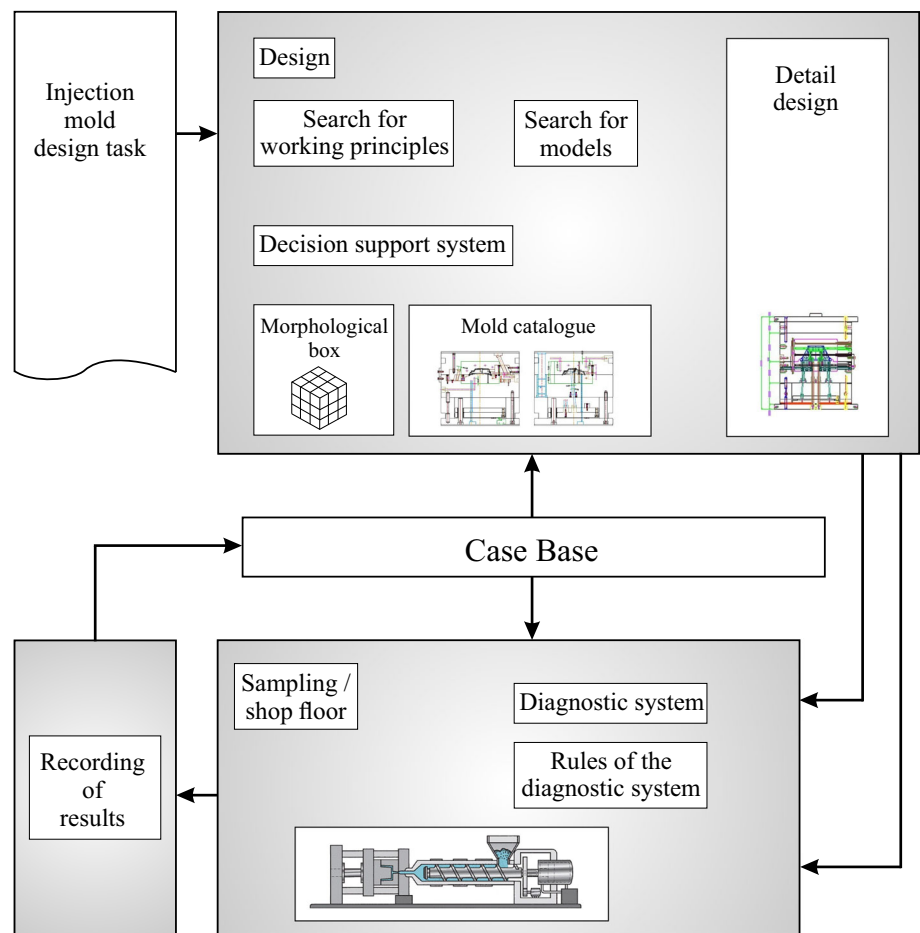 Injection
mold
design task
Design
Search for
working principles
Search for
models
Detail
design
Decision support system
Morphological
box
Mold catalogue
Case Base
Sampling /
shop floor
Diagnostic system
Rules of the
diagnostic system
Recording
of
results